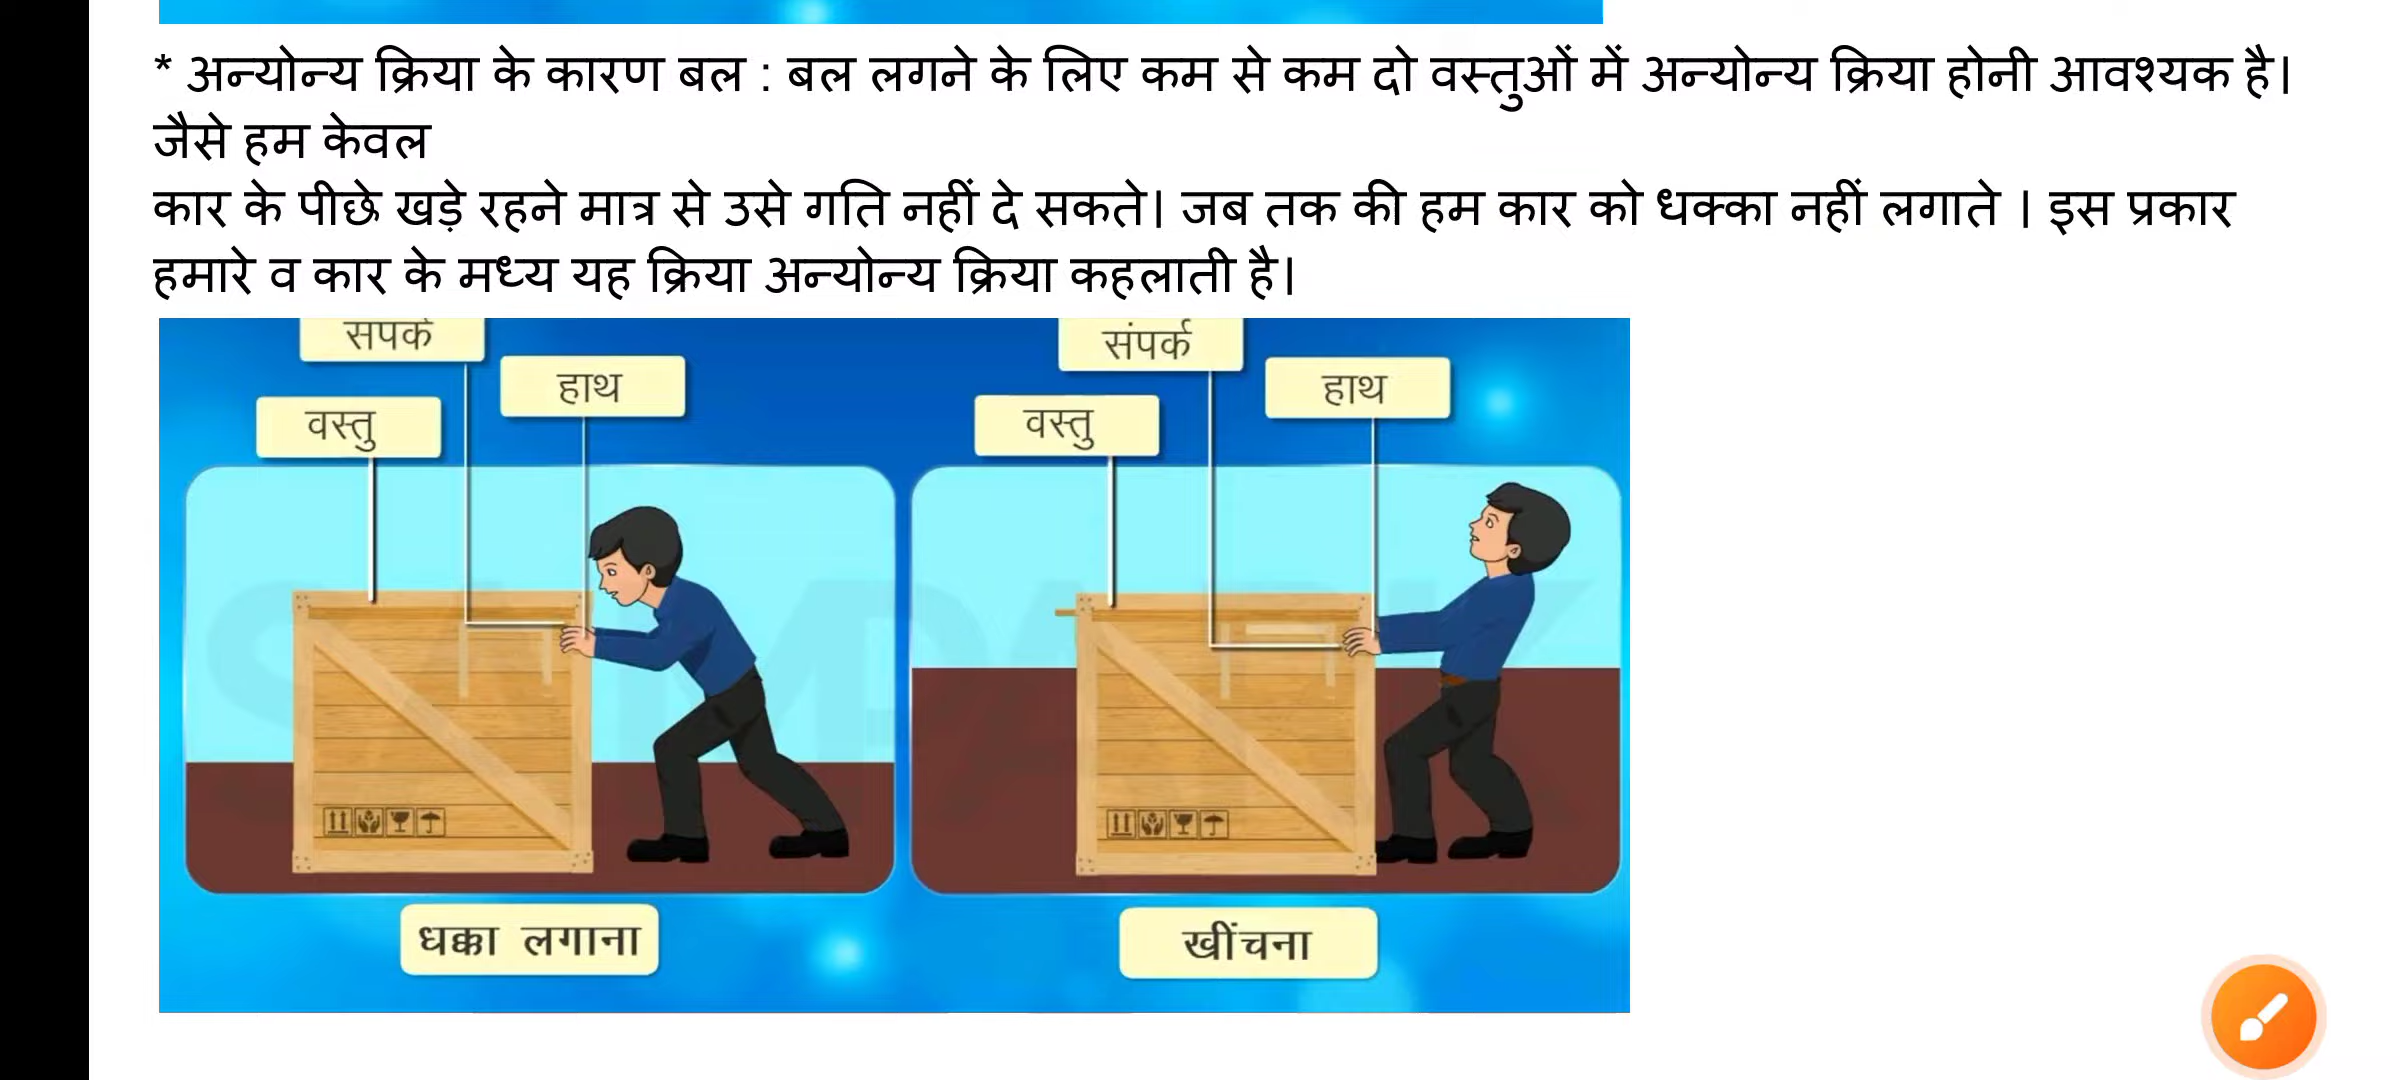 * अन्योन्य क्रिया के कारण बल : बल लगने के लिए कम से कम दो वस्तुओं में अन्योन्य क्रिया होनी आवश्यक है।
जैसे हम केवल
कार के पीछे खड़े रहने मात्र से उसे गति नहीं दे सकते। जब तक की हम कार को धक्का नहीं लगाते । इस प्रकार
हमारे व कार के मध्य यह क्रिया अन्योन्य क्रिया कहलाती है।
संपर्क
हाथ
वस्तु
संपर्क
हाथ
वस्तु
धक्का लगाना
खींचना